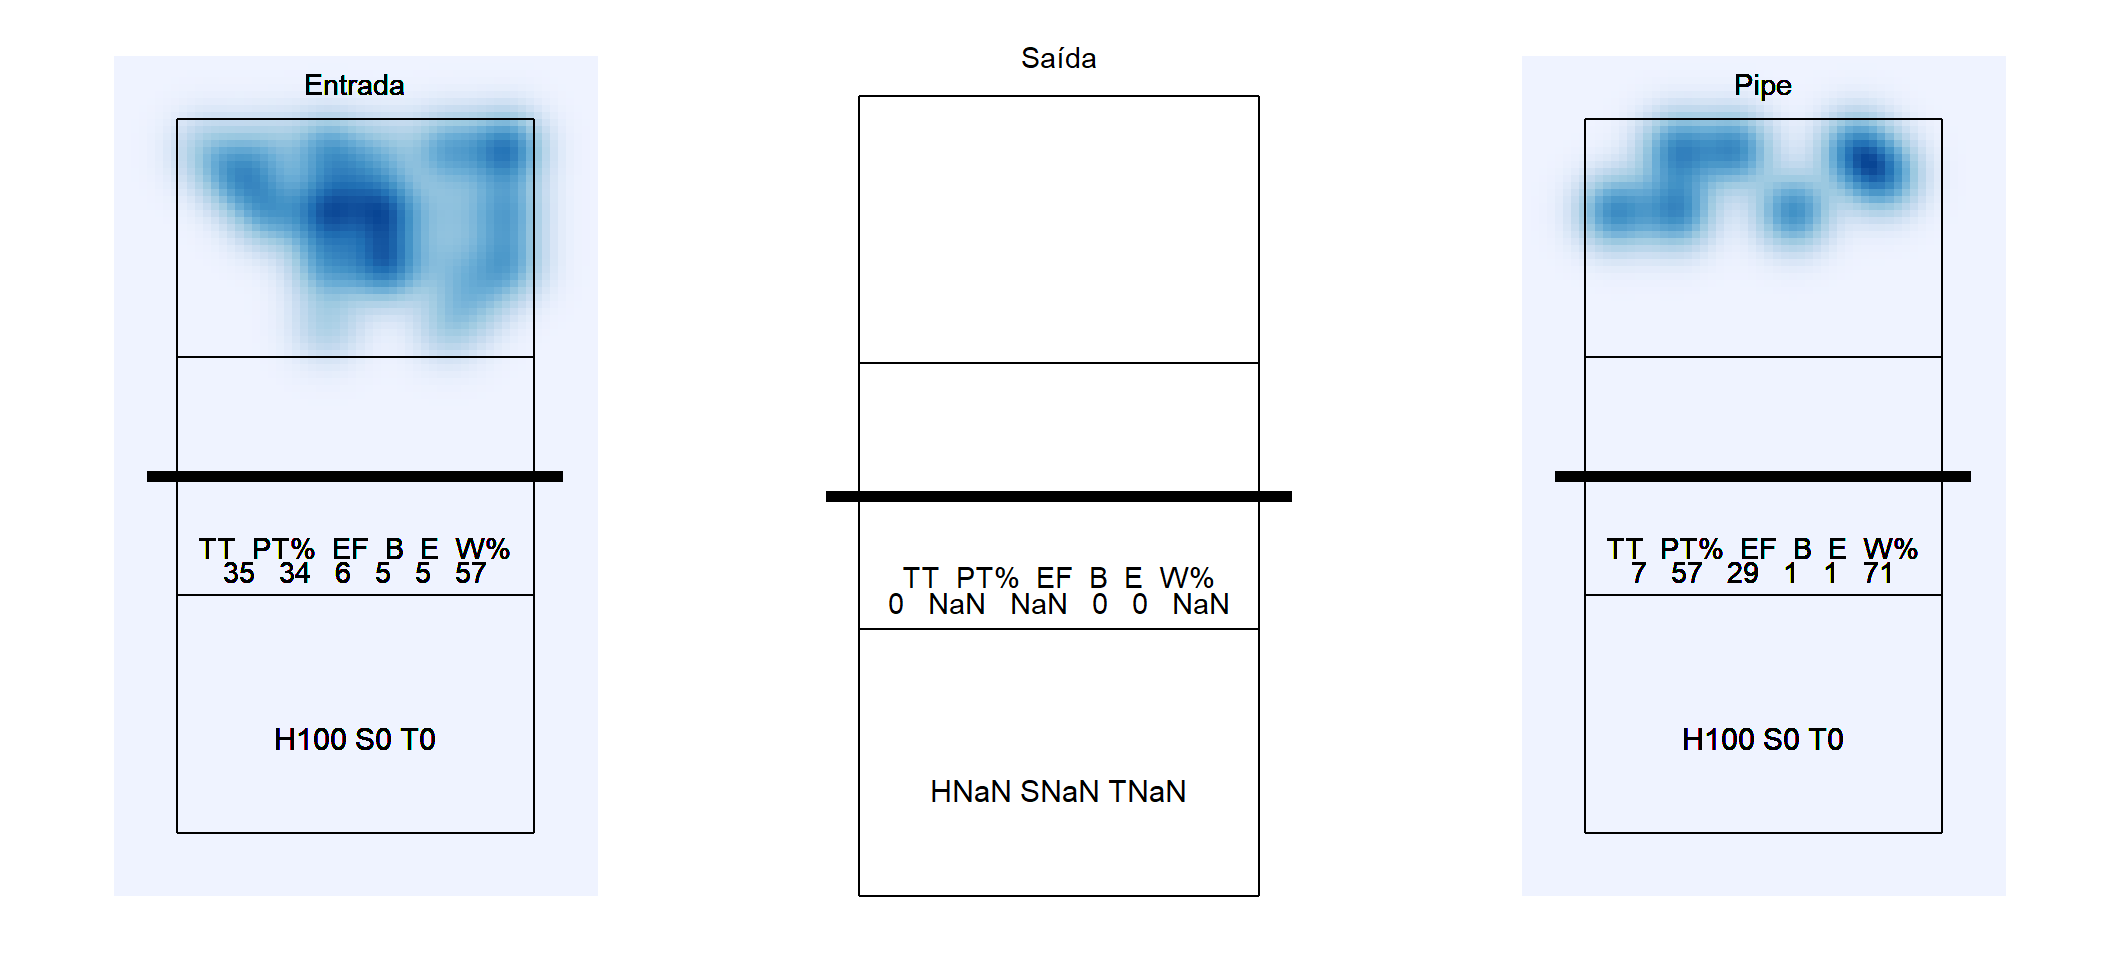 Entrada
TT PT% EF B E W%
35 34 6 5 5 57
H100 S0 T0
Saída
TT PT% EF B E W%
0 NaN NaN 0 0 NaN
HNaN SNaN TNaN
Pipe
TT PT% EF B E W%
7 57 29 1 1 71
H100 S0 T0